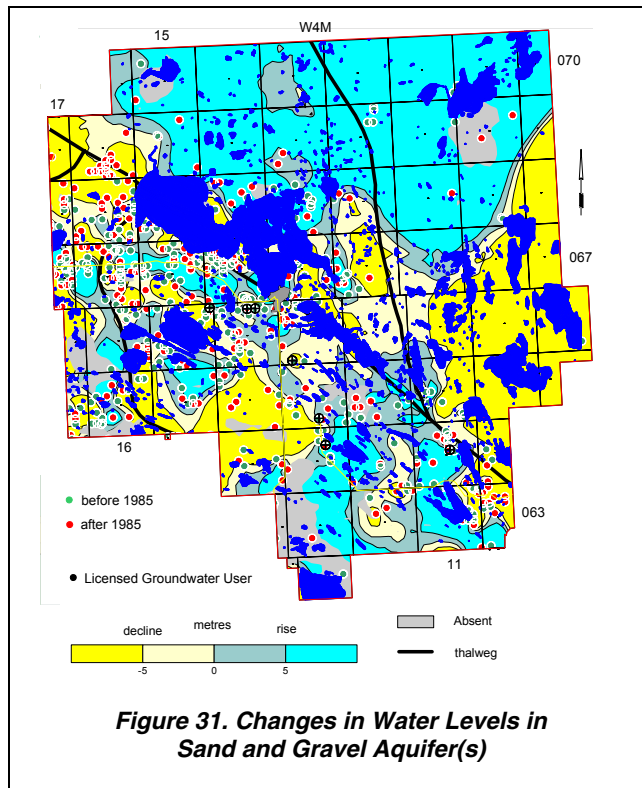 W4M
15
070
17
067
16
063
11
before 1985
after 1985
Licensed Groundwater User
decline metres rise
-5 0 5
Absent
thalweg
Figure 31. Changes in Water Levels in
Sand and Gravel Aquifer(s)